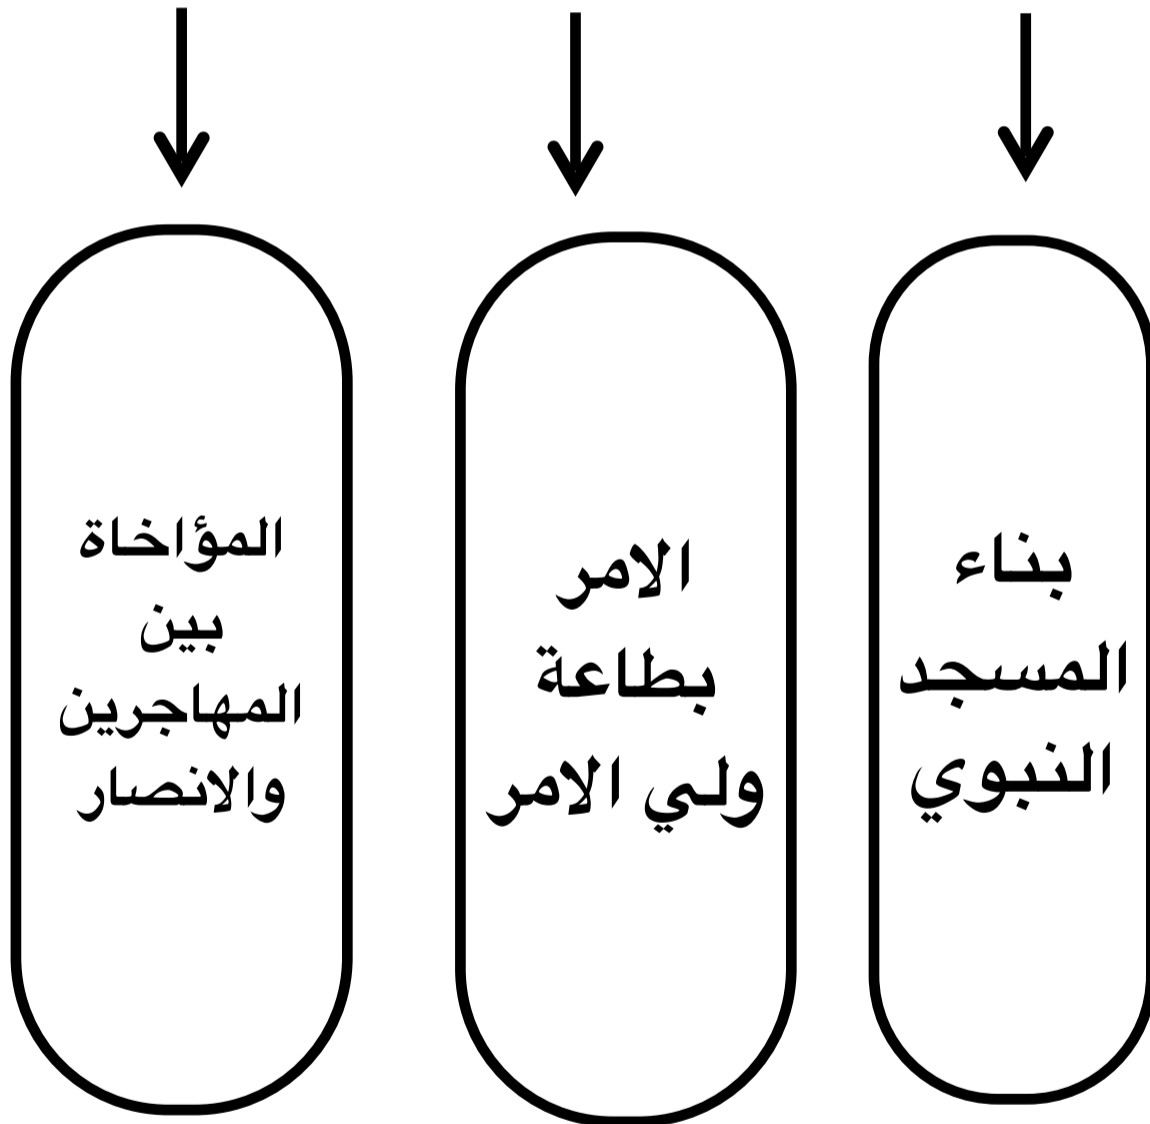 بناء
المسجد
النبوي
الامر
بطاعة
ولي الامر
المؤاخاة
بين
المهاجرين
والانصار